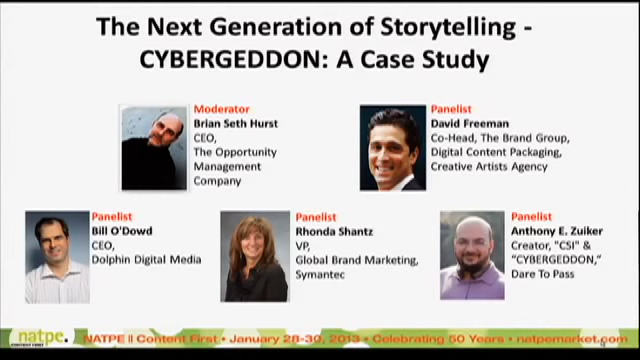 The Next Generation of Storytelling -
CYBERGEDDON: A Case Study
Moderator
Brian Seth Hurst
CEO,
The Opportunity
Management
Company
Panelist
David Freeman
Co-Head, The Brand Group,
Digital Content Packaging,
Creative Artists Agency
Panelist
Bill O'Dowd
CEO,
Dolphin Digital Media
Panelist
Rhonda Shantz
VP,
Global Brand Marketing,
Symantec
Panelist
Anthony E. Zuiker
Creator, "CSI" &
"CYBERGEDDON,"
Dare To Pass
natpe.
NATPE || Content First • January 28-30, 2013 • Celebrating 50 Years • natpemarket.com